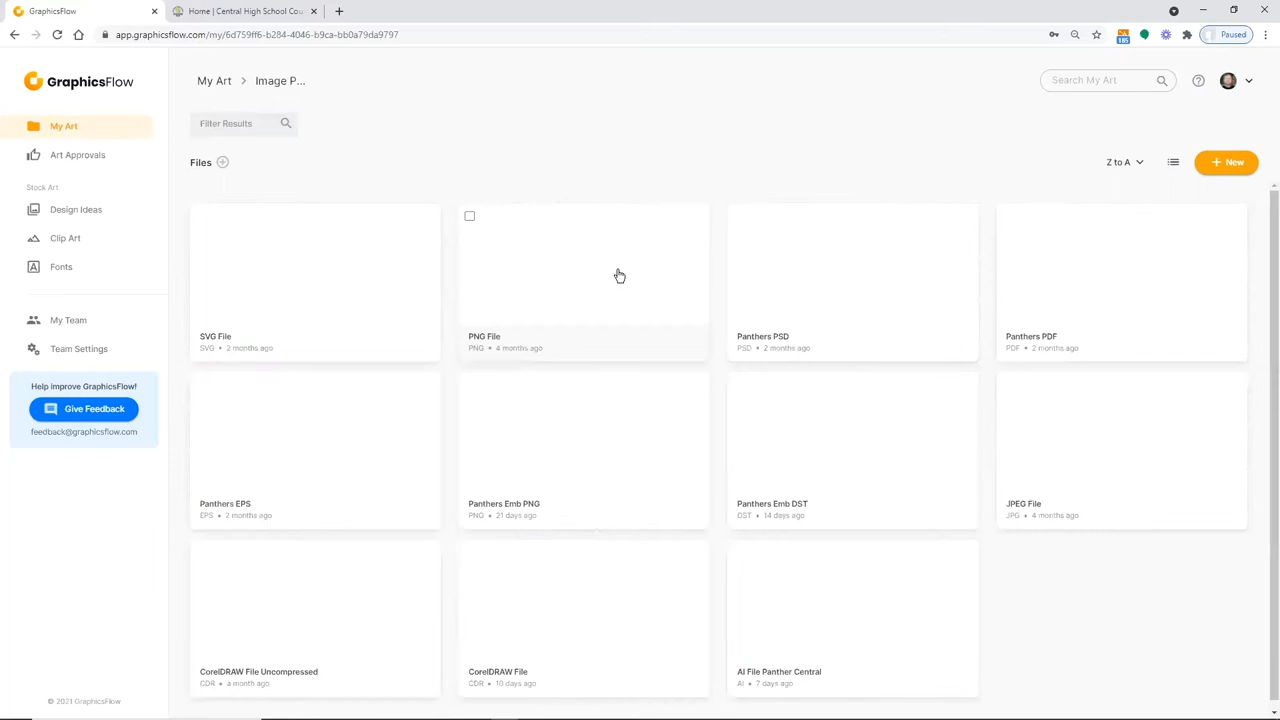 GraphicsFlow
Home | Central High School Cou
app.graphicsflow.com/my/6d759ff6-b284-4046-b9ca-bb0a79da9797
185
Paused
GraphicsFlow
My Art
Image P...
Search My Art
My Art
Filter Results
Art Approvals
Files
Z to A
New
Stock Art
Design Ideas
Clip Art
Fonts
My Team
Team Settings
Help improve GraphicsFlow!
Give Feedback
feedback@graphicsflow.com
SVG File
SVG • 2 months ago
PNG File
PNG • 4 months ago
Panthers PSD
PSD • 2 months ago
Panthers PDF
PDF • 2 months ago
Panthers EPS
EPS • 2 months ago
Panthers Emb PNG
PNG • 21 days ago
Panthers Emb DST
DST • 14 days ago
JPEG File
JPG • 4 months ago
CorelDRAW File Uncompressed
CDR • a month ago
CorelDRAW File
CDR • 10 days ago
AI File Panther Central
AI • 7 days ago
© 2021 GraphicsFlow